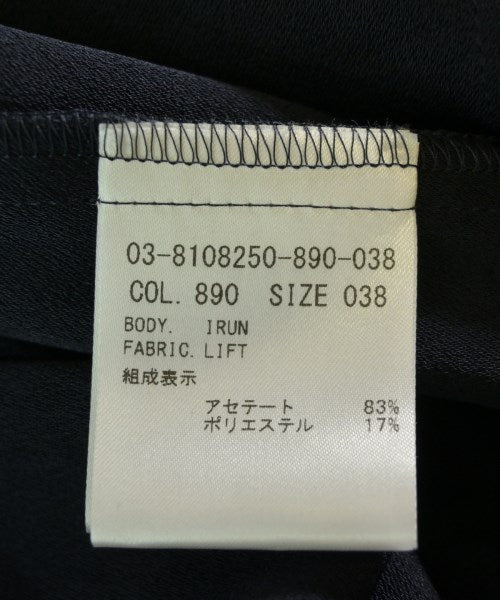 03-8108250-890-038
COL. 890 SIZE 038
BODY. IRUN
FABRIC. LIFT
組成表示
アセテート 83%
ポリエステル 17%